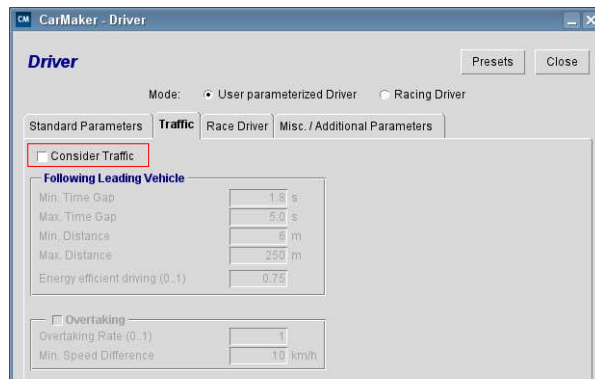 CM CarMaker - Driver
Driver
Presets Close
Mode: User parameterized Driver Racing Driver
Standard Parameters Traffic Race Driver Misc. / Additional Parameters
Consider Traffic
Following Leading Vehicle
Min. Time Gap 1.8 s
Max. Time Gap 5.0 s
Min. Distance 6 m
Max. Distance 250 m
Energy efficient driving (0..1) 0.75
Overtaking
Overtaking Rate (0..1) 1
Min. Speed Difference 10 km/h